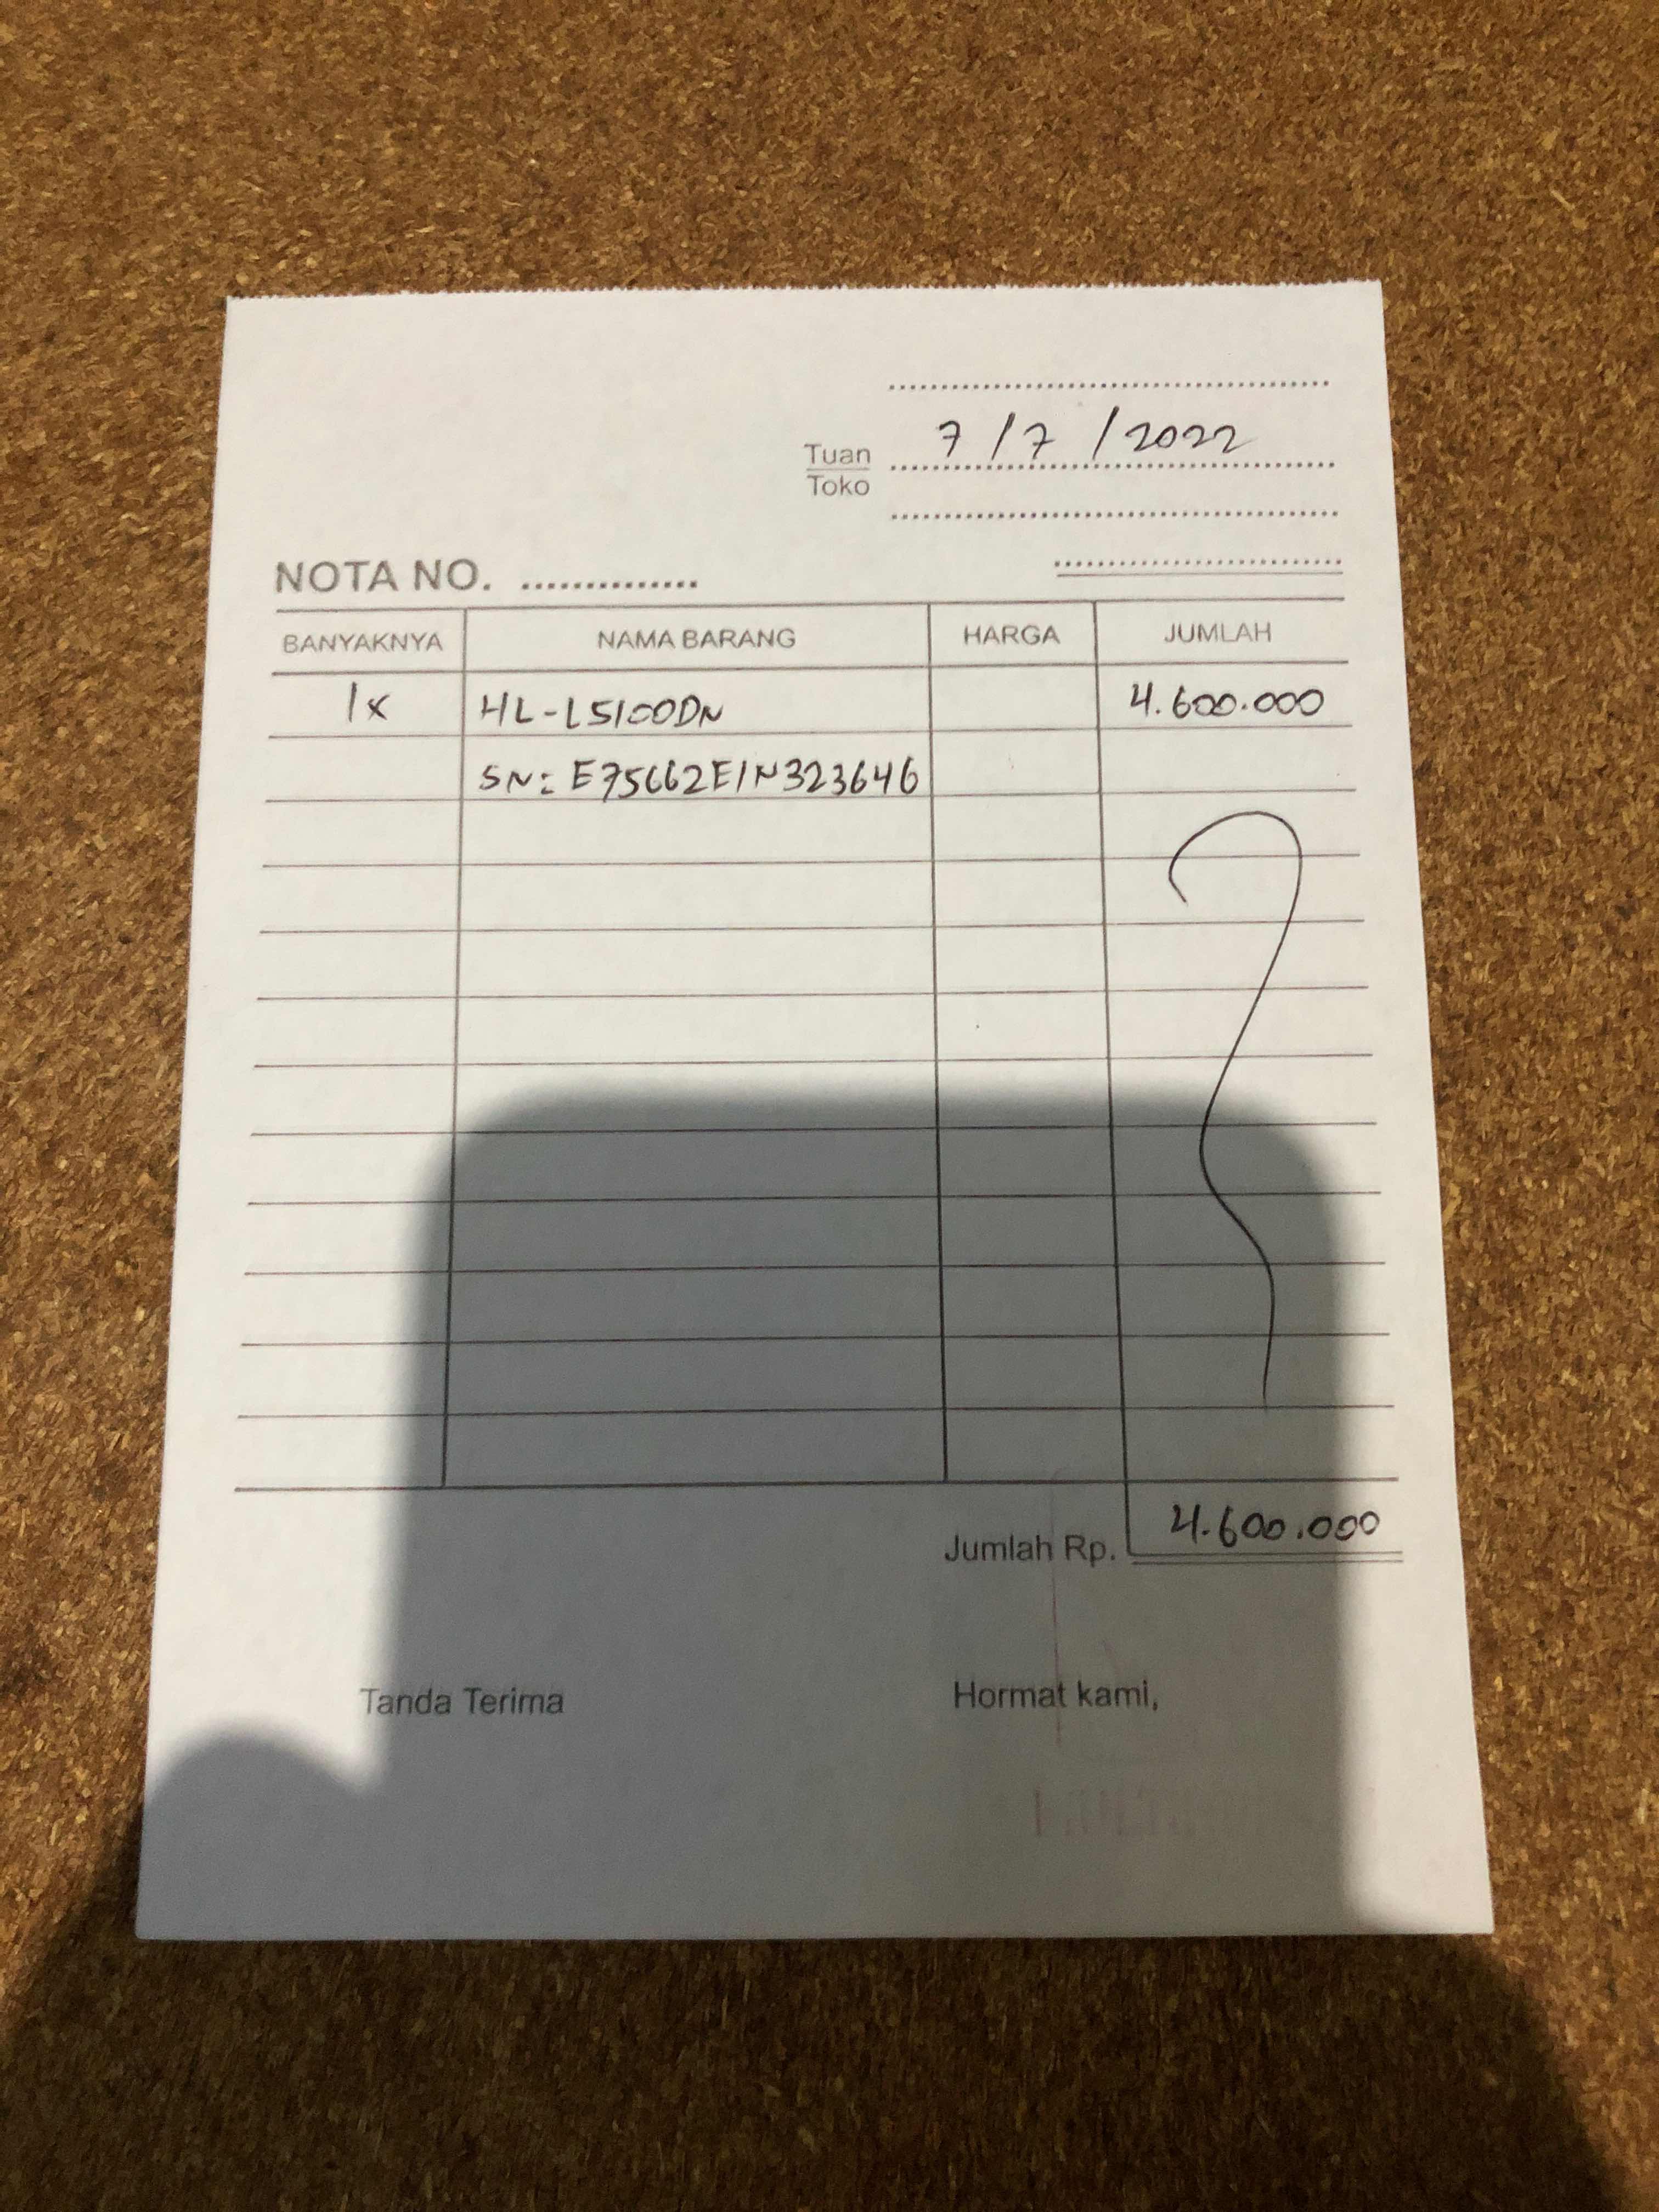 7/7/2022
Tuan
Toko
NOTA NO. ..............
BANYAKNYA NAMA BARANG HARGA JUMLAH
1x HL-L5100DN 4.600.000
SN: E75662E1N323646
Jumlah Rp. 4.600.000
Tanda Terima Hormat kami,